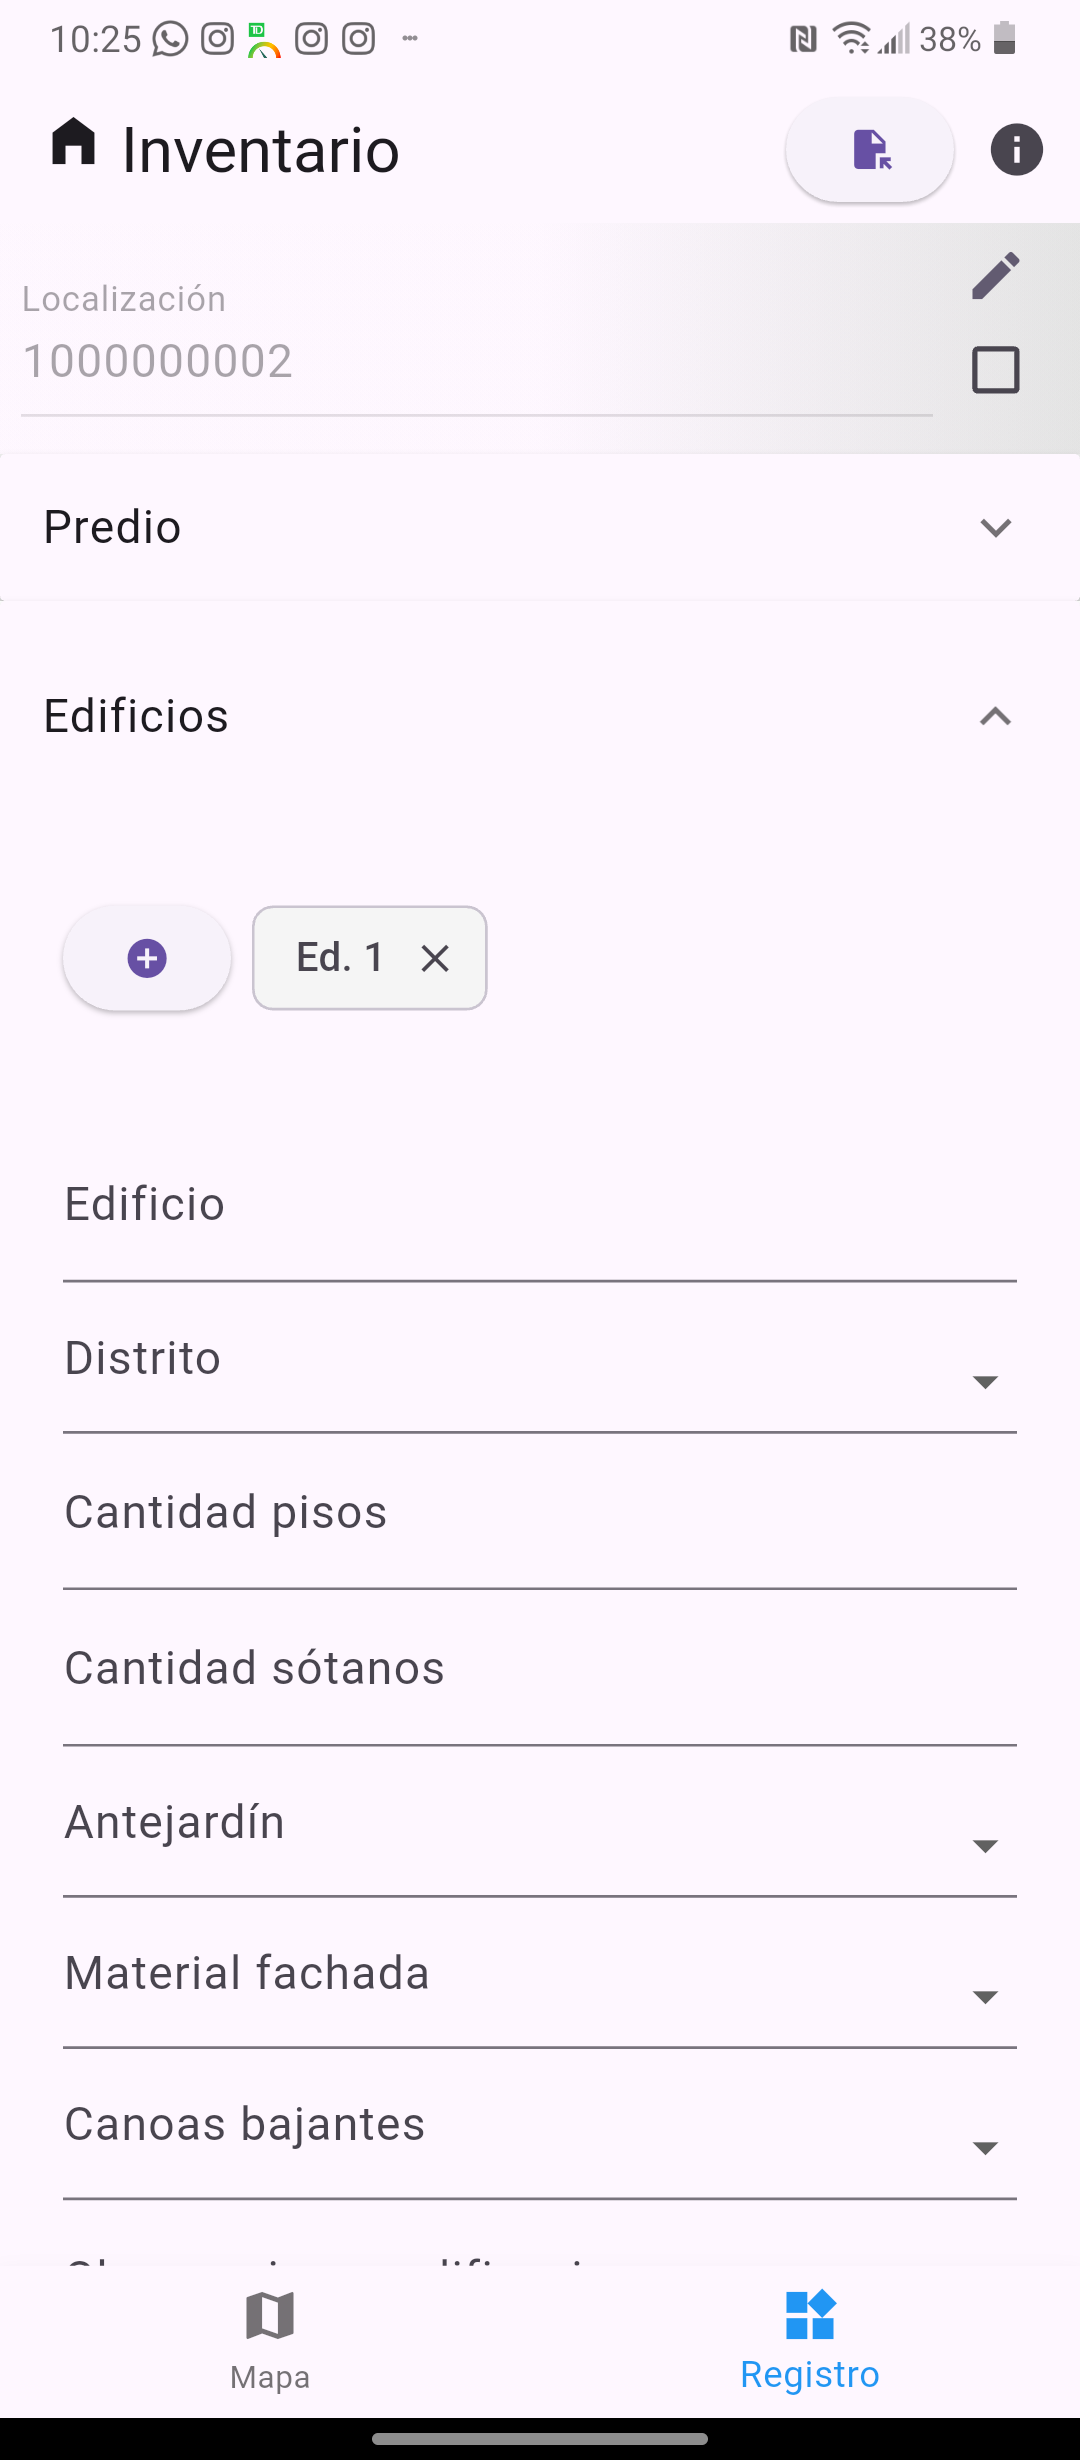 10:25
38%
Inventario
Localización
1000000002
Predio
Edificios
Ed. 1
Edificio
Distrito
Cantidad pisos
Cantidad sótanos
Antejardín
Material fachada
Canoas bajantes
Mapa
Registro